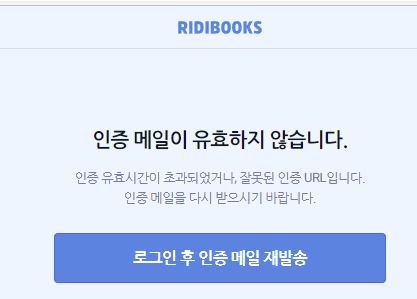 RIDIBOOKS
인증 메일이 유효하지 않습니다.
인증 유효시간이 초과되었거나, 잘못된 인증 URL입니다.
인증 메일을 다시 받으시기 바랍니다.
로그인 후 인증 메일 재발송